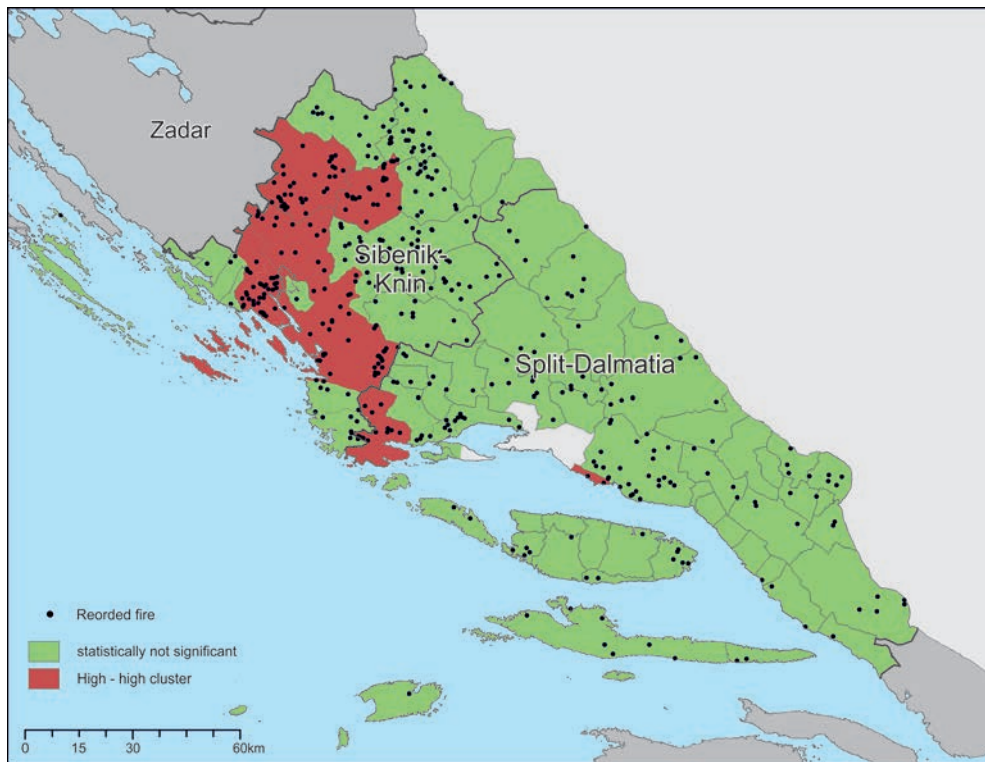 Zadar
Sibenik-
Knin
Split-Dalmatia
Reorded fire
statistically not significant
High - high cluster
0 15 30 60km